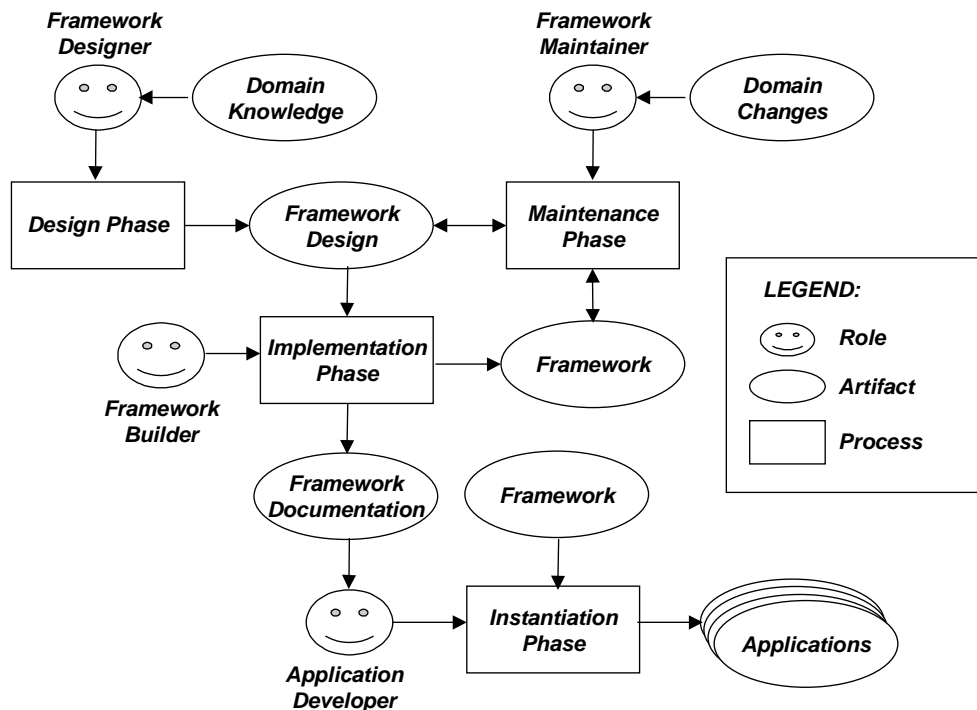 Framework
Designer
Framework
Maintainer
Domain
Knowledge
Domain
Changes
Design Phase
Framework
Design
Maintenance
Phase
LEGEND:
Role
Artifact
Process
Implementation
Phase
Framework
Framework
Builder
Framework
Documentation
Framework
Instantiation
Phase
Applications
Application
Developer